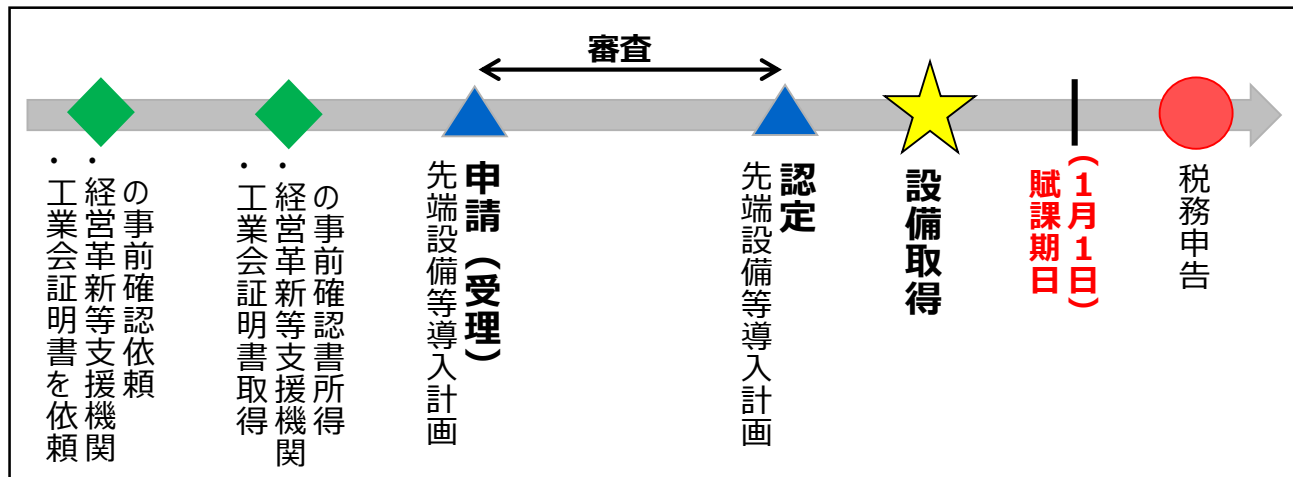 審査
・工業会証明書を依頼
・経営革新等支援機関
の事前確認依頼
・工業会証明書取得
・経営革新等支援機関
の事前確認書所得
先端設備等導入計画
申請（受理）
先端設備等導入計画
認定
設備取得
賦課期日
（1月1日）
税務申告